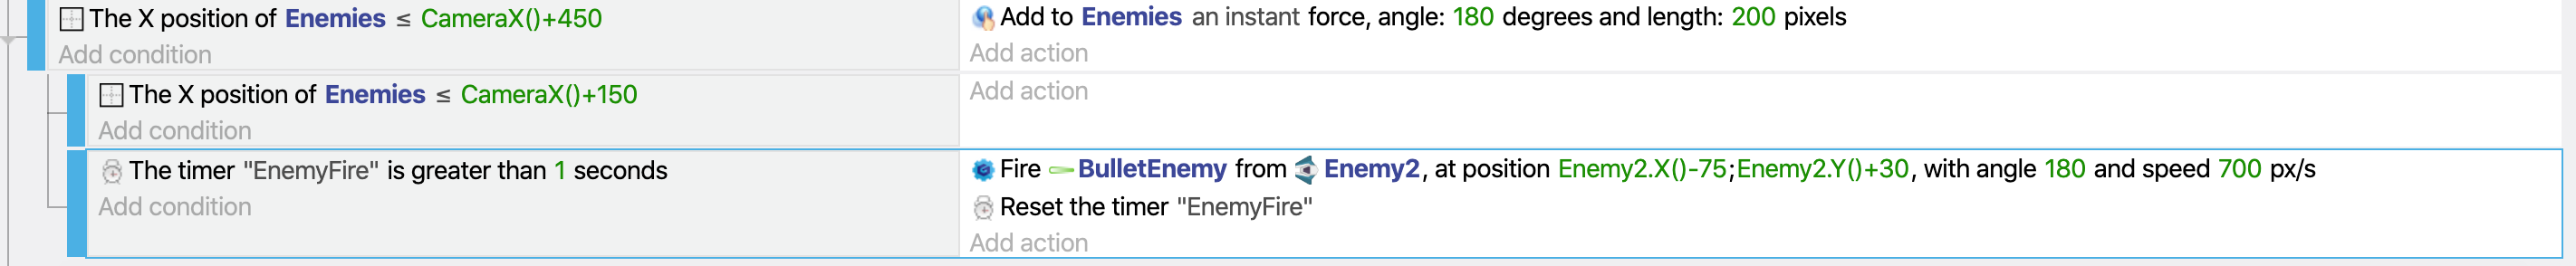 The X position of Enemies ≤ CameraX()+450
Add condition
Add to Enemies an instant force, angle: 180 degrees and length: 200 pixels
Add action
The X position of Enemies ≤ CameraX()+150
Add condition
Add action
The timer "EnemyFire" is greater than 1 seconds
Add condition
Fire BulletEnemy from Enemy2, at position Enemy2.X()-75;Enemy2.Y()+30, with angle 180 and speed 700 px/s
Reset the timer "EnemyFire"
Add action